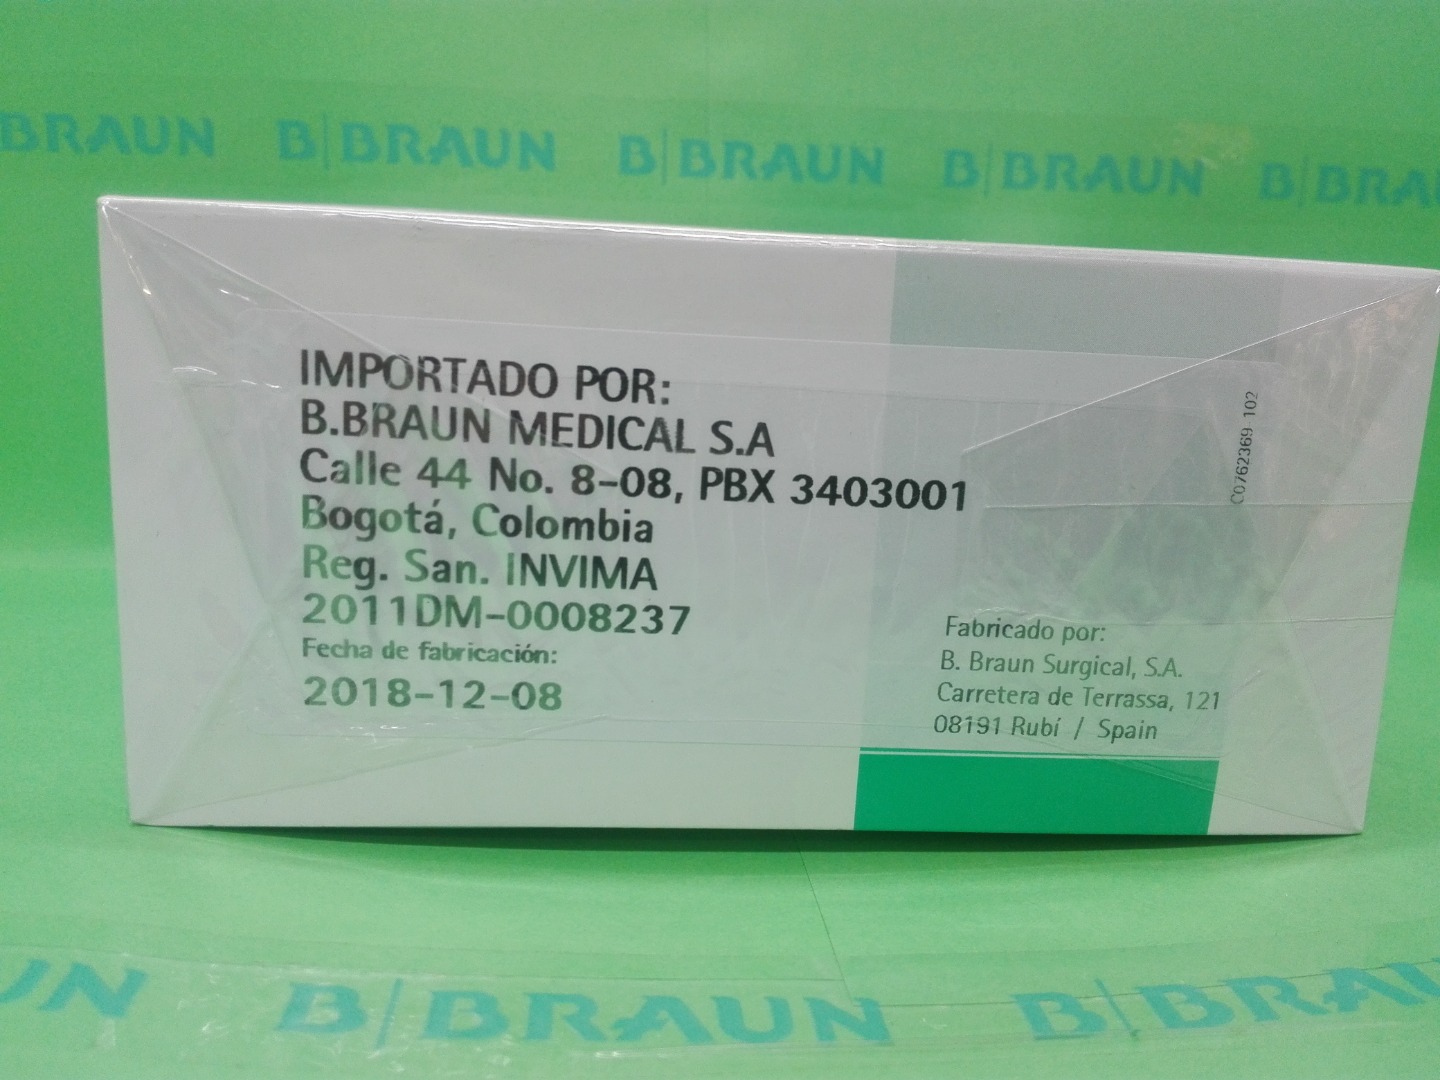 BRAUN B|BRAUN B|BRAUN B|BRAUN B|BRA
IMPORTADO POR:
B.BRAUN MEDICAL S.A
Calle 44 No. 8-08, PBX 3403001
Bogotá, Colombia
Reg. San. INVIMA
2011DM-0008237
Fecha de fabricación:
2018-12-08
C0762369-102
Fabricado por:
B. Braun Surgical, S.A.
Carretera de Terrassa, 121
08191 Rubí / Spain
UN B|BRAUN B|BRAU